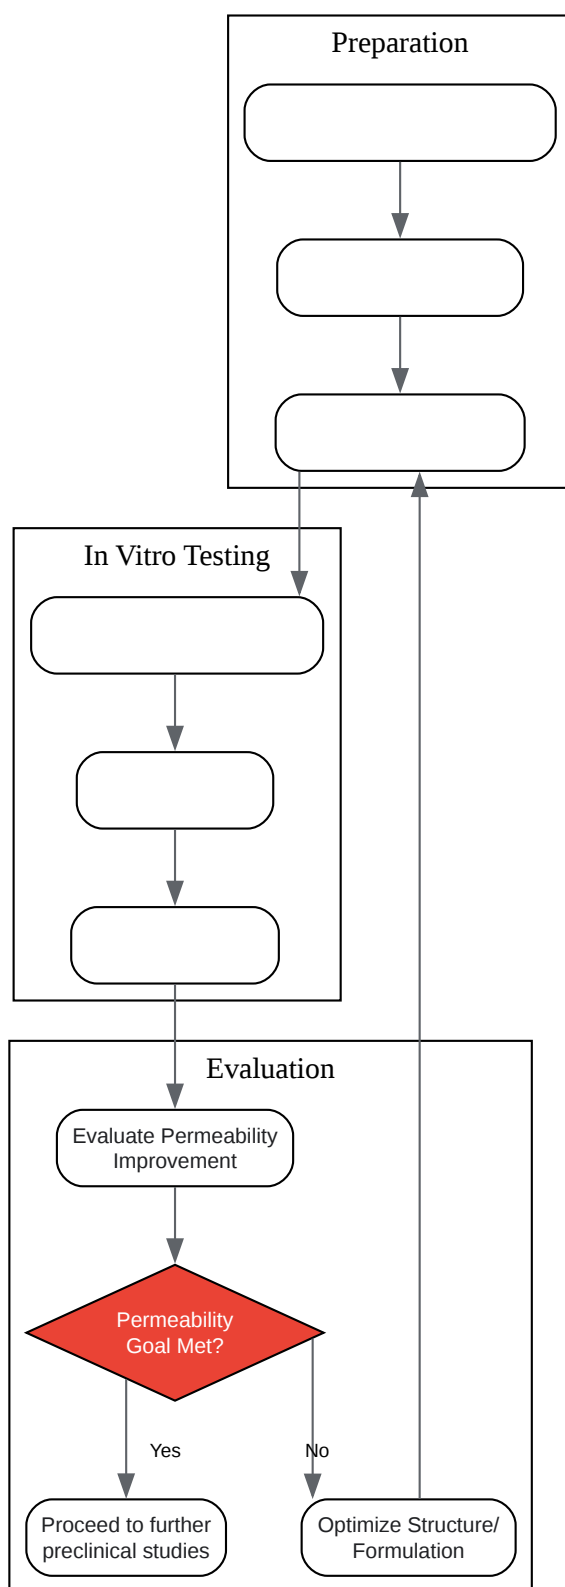 Preparation
In Vitro Testing
Evaluation
Evaluate Permeability
Improvement
Permeability
Goal Met?
Yes
No
Proceed to further
preclinical studies
Optimize Structure/
Formulation